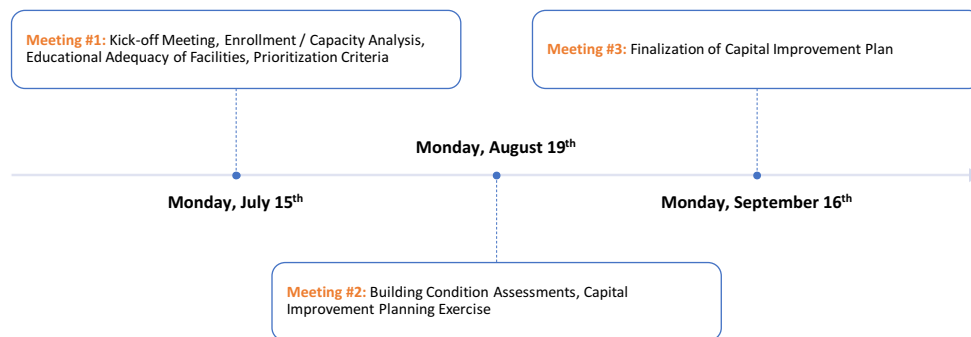 Meeting #1: Kick-off Meeting, Enrollment / Capacity Analysis,
Educational Adequacy of Facilities, Prioritization Criteria
Meeting #3: Finalization of Capital Improvement Plan
Monday, August 19th
Monday, July 15th
Monday, September 16th
Meeting #2: Building Condition Assessments, Capital
Improvement Planning Exercise